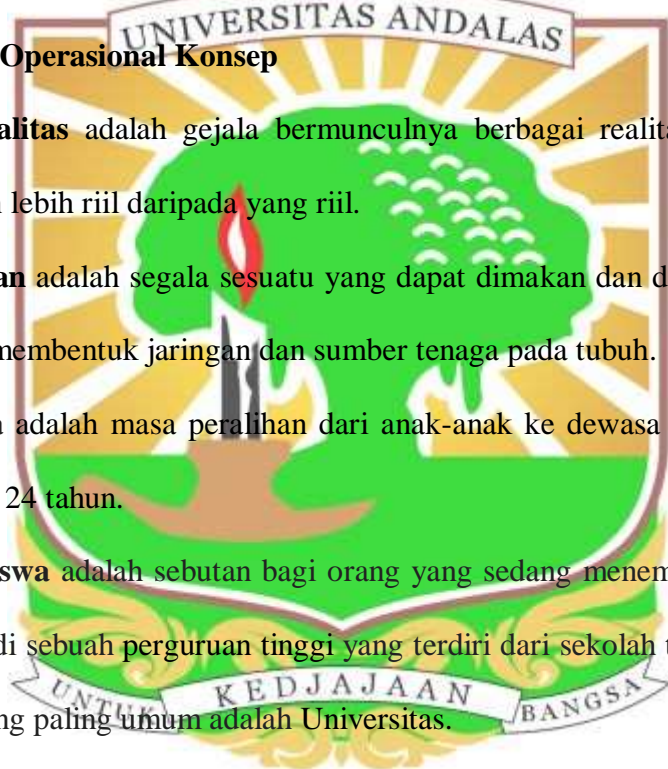 UNIVERSITAS ANDALAS
Operasional Konsep
alitas adalah gejala bermunculnya berbagai realita
lebih riil daripada yang riil.
an adalah segala sesuatu yang dapat dimakan dan d
membentuk jaringan dan sumber tenaga pada tubuh.
adalah masa peralihan dari anak-anak ke dewasa
24 tahun.
swa adalah sebutan bagi orang yang sedang menem
di sebuah perguruan tinggi yang terdiri dari sekolah t
ng paling umum adalah Universitas.
UNTUK KEDJAJAAN BANGSA